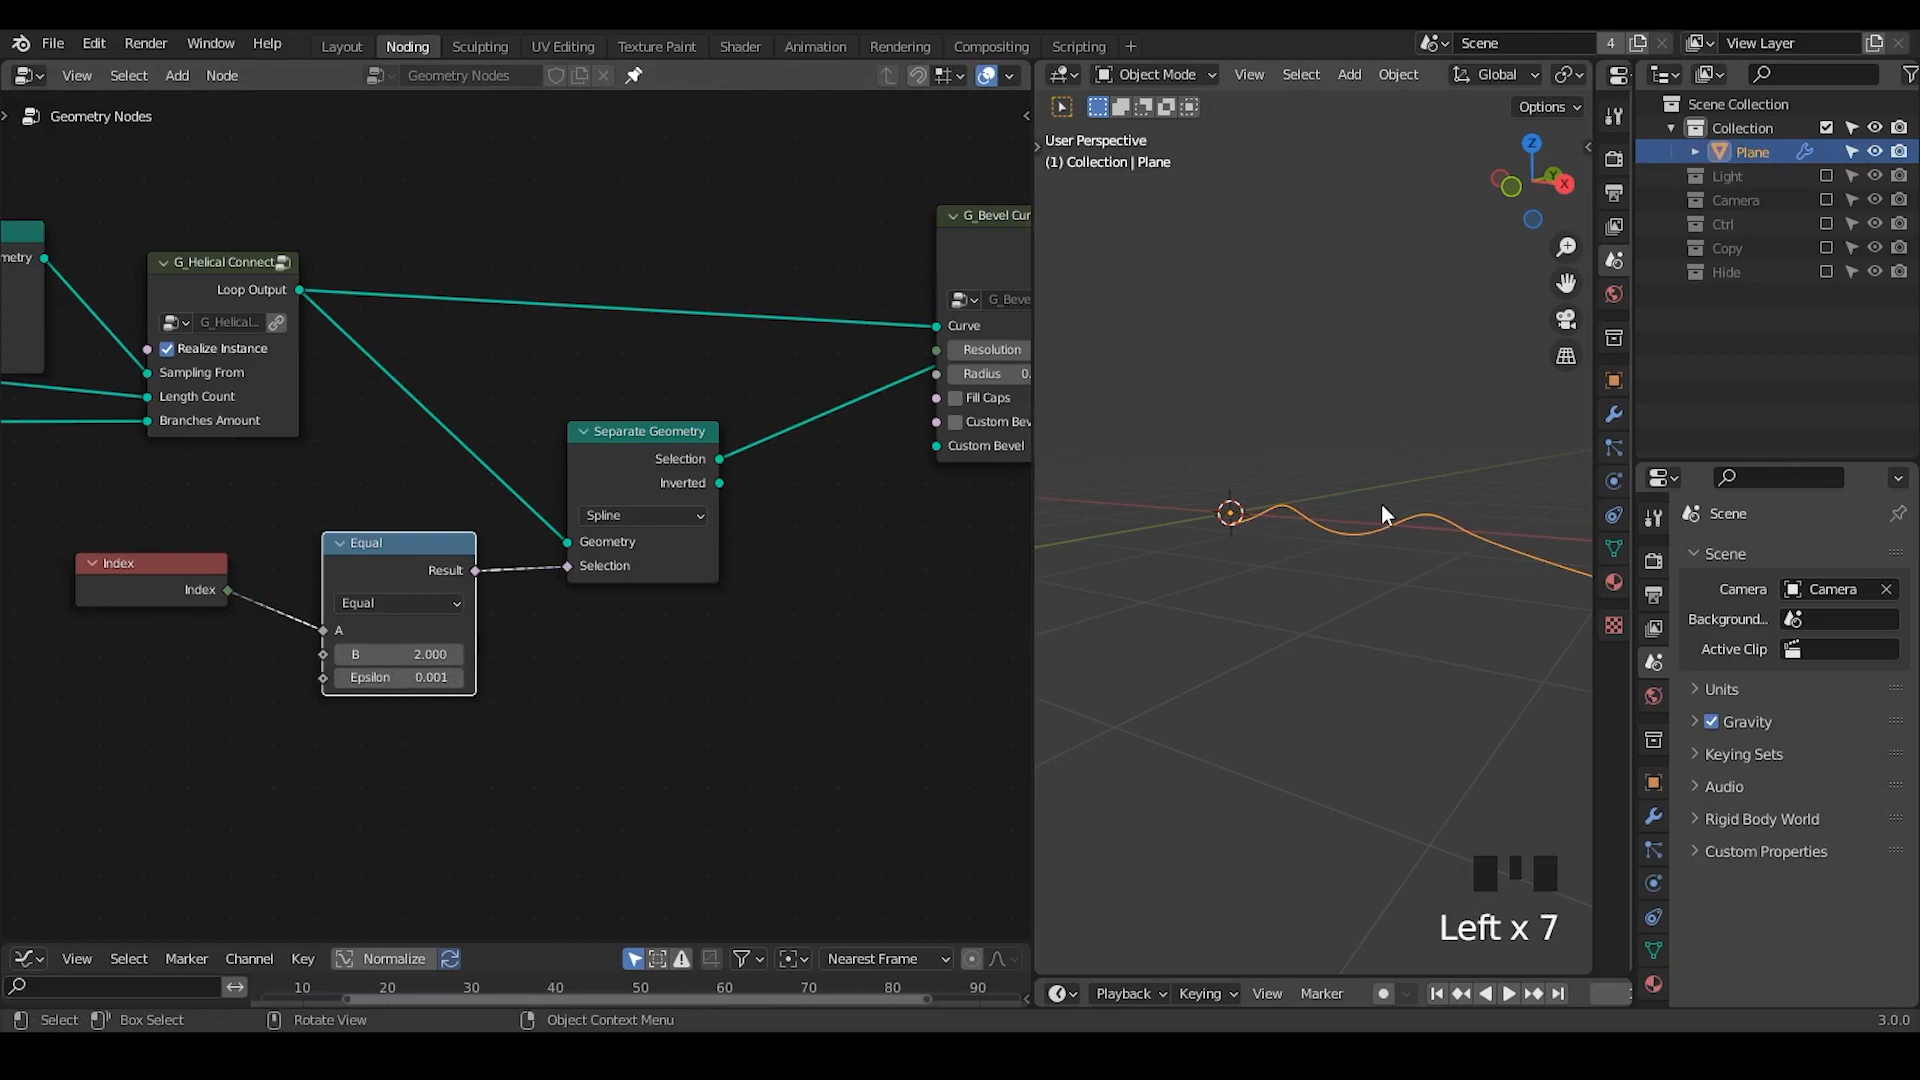 File Edit Render Window Help Layout Noding Sculpting UV Editing Texture Paint Shader Animation Rendering Compositing Scripting + Scene 4 View Layer
View Select Add Node Geometry Nodes Object Mode View Select Add Object Global
Options
Geometry Nodes
User Perspective
(1) Collection | Plane
Z
Y
X
Scene Collection
Collection
Plane
Light
Camera
Ctrl
Copy
Hide
metry
G_Helical Connect
Loop Output
G_Helical...
Realize Instance
Sampling From
Length Count
Branches Amount
G_Bevel Cur
G_Beve
Curve
Resolution
Radius 0.
Fill Caps
Custom Bev
Custom Bevel
Separate Geometry
Selection
Inverted
Spline
Geometry
Selection
Index
Index
Equal
Result
Equal
A
B 2.000
Epsilon 0.001
Scene
Scene
Camera Camera
Background...
Active Clip
Units
Gravity
Keying Sets
Audio
Rigid Body World
Custom Properties
Left x 7
View Select Marker Channel Key Normalize Nearest Frame
10 20 30 40 50 60 70 80 90
Playback Keying View Marker
Select Box Select Rotate View Object Context Menu 3.0.0